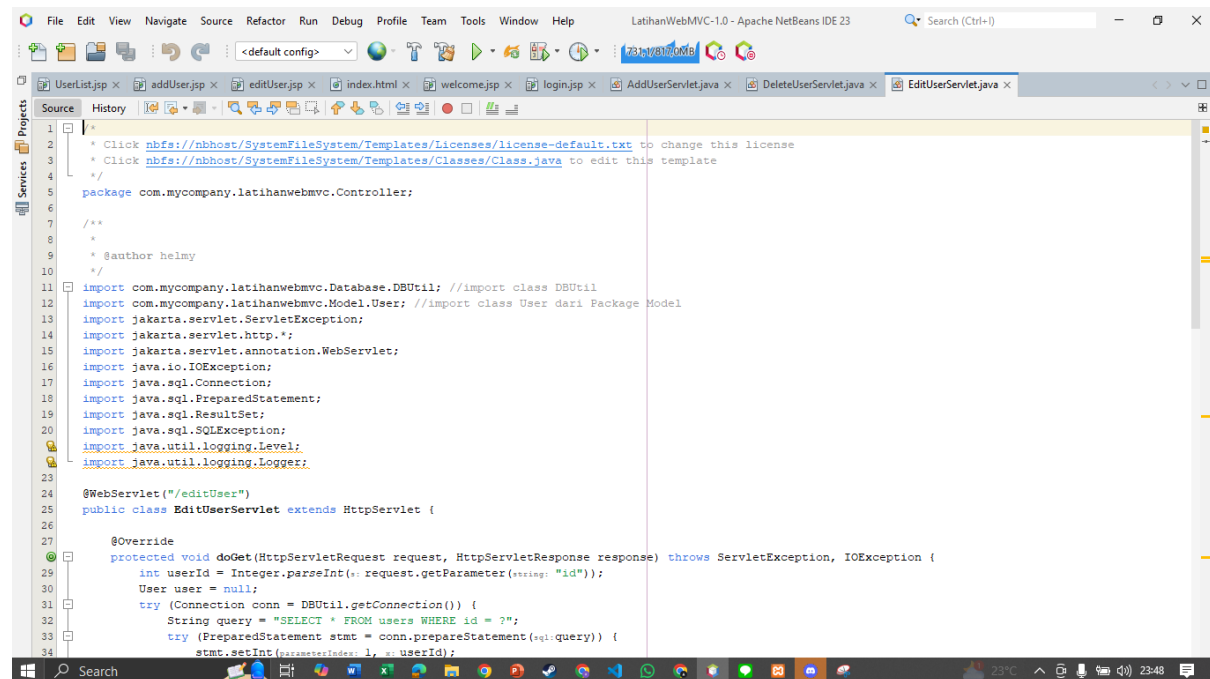 File Edit View Navigate Source Refactor Run Debug Profile Team Tools Window Help LatihanWebMVC-1.0 - Apache NetBeans IDE 23 Search (Ctrl+I)
<default config> 731,1/817,0MB
UserList.jsp addUser.jsp editUser.jsp index.html welcome.jsp login.jsp AddUserServlet.java DeleteUserServlet.java EditUserServlet.java
Source History
Projects
Services
1 /*
2 * Click nbfs://nbhost/SystemFileSystem/Templates/Licenses/license-default.txt to change this license
3 * Click nbfs://nbhost/SystemFileSystem/Templates/Classes/Class.java to edit this template
4 */
5 package com.mycompany.latihanwebmvc.Controller;
6
7 /**
8 *
9 * @author helmy
10 */
11 import com.mycompany.latihanwebmvc.Database.DBUtil; //import class DBUtil
12 import com.mycompany.latihanwebmvc.Model.User; //import class User dari Package Model
13 import jakarta.servlet.ServletException;
14 import jakarta.servlet.http.*;
15 import jakarta.servlet.annotation.WebServlet;
16 import java.io.IOException;
17 import java.sql.Connection;
18 import java.sql.PreparedStatement;
19 import java.sql.ResultSet;
20 import java.sql.SQLException;
import java.util.logging.Level;
import java.util.logging.Logger;
23
24 @WebServlet("/editUser")
25 public class EditUserServlet extends HttpServlet {
26
27 @Override
protected void doGet(HttpServletRequest request, HttpServletResponse response) throws ServletException, IOException {
29 int userId = Integer.parseInt(s: request.getParameter(string: "id"));
30 User user = null;
31 try (Connection conn = DBUtil.getConnection()) {
32 String query = "SELECT * FROM users WHERE id = ?";
33 try (PreparedStatement stmt = conn.prepareStatement(sql:query)) {
34 stmt.setInt(parameterIndex: 1, x: userId);
Search 23°C 23:48